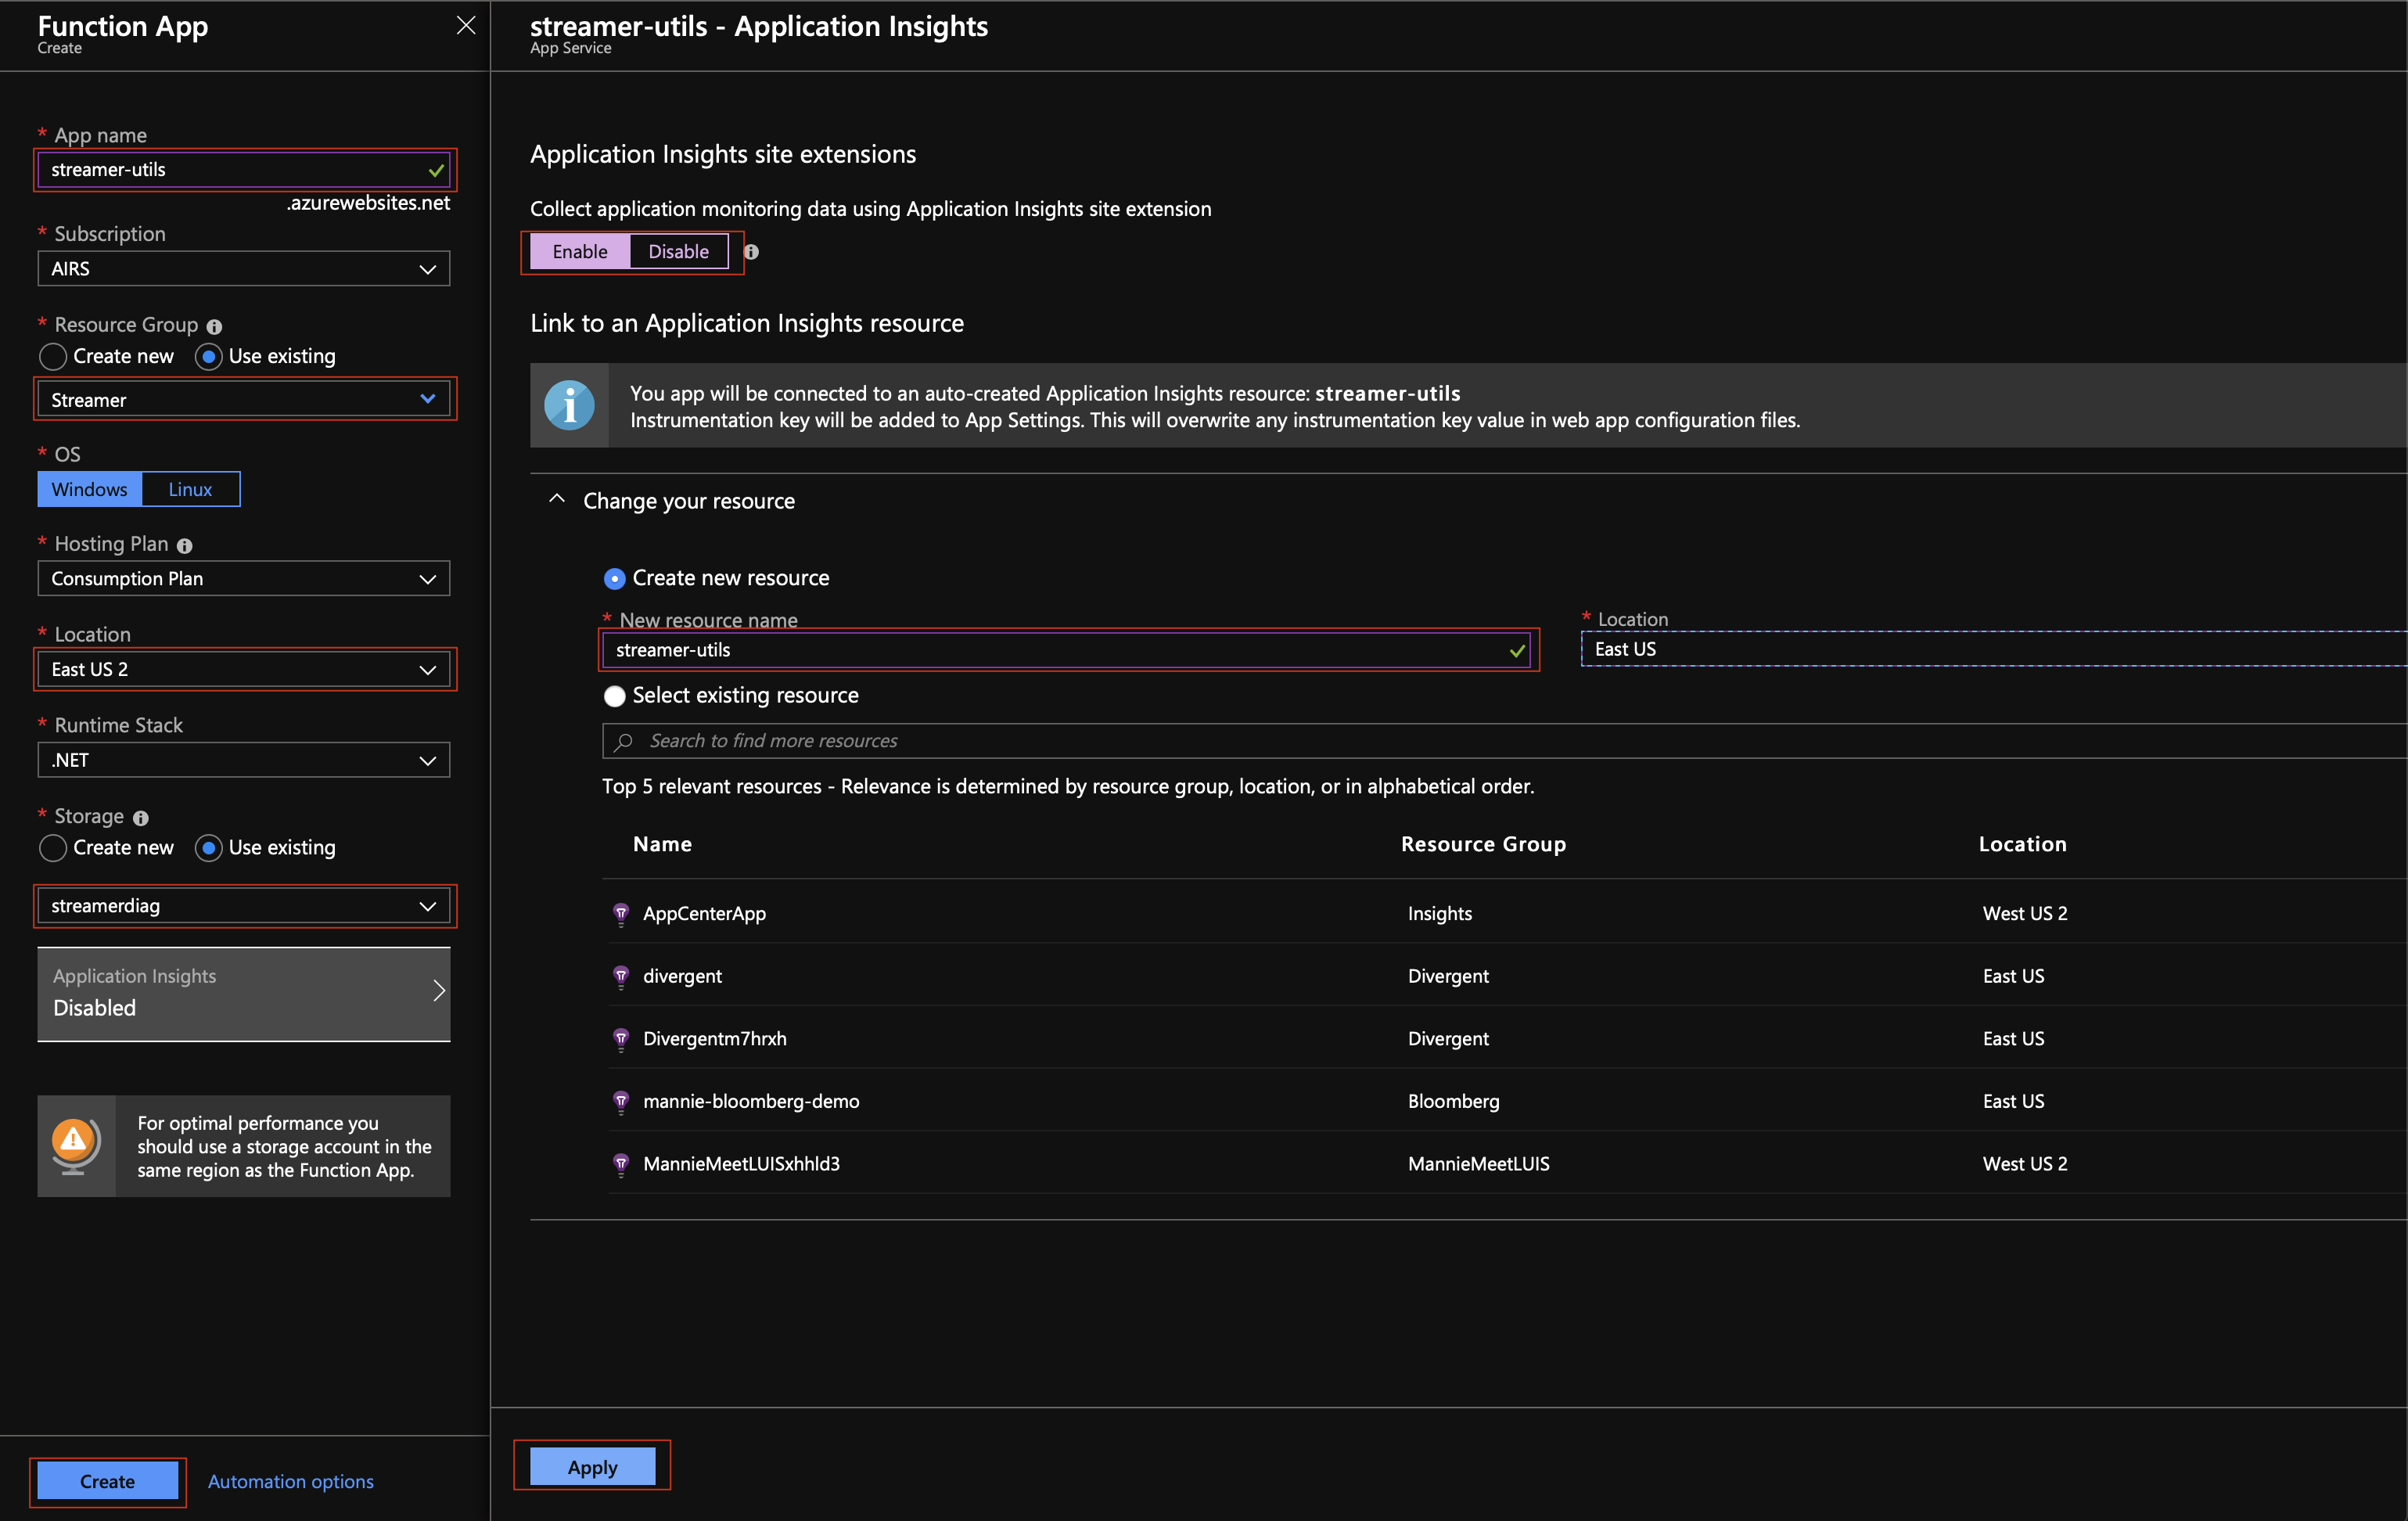 Function App
Create
* App name
streamer-utils
.azurewebsites.net
* Subscription
AIRS
* Resource Group
Create new Use existing
Streamer
* OS
Windows Linux
* Hosting Plan
Consumption Plan
* Location
East US 2
* Runtime Stack
.NET
* Storage
Create new Use existing
streamerdiag
Application Insights
Disabled
For optimal performance you
should use a storage account in the
same region as the Function App.
Create Automation options
streamer-utils - Application Insights
App Service
Application Insights site extensions
Collect application monitoring data using Application Insights site extension
Enable Disable
Link to an Application Insights resource
You app will be connected to an auto-created Application Insights resource: streamer-utils
Instrumentation key will be added to App Settings. This will overwrite any instrumentation key value in web app configuration files.
Change your resource
Create new resource
* New resource name * Location
streamer-utils East US
Select existing resource
Search to find more resources
Top 5 relevant resources - Relevance is determined by resource group, location, or in alphabetical order.
Name Resource Group Location
AppCenterApp Insights West US 2
divergent Divergent East US
Divergentm7hrxh Divergent East US
mannie-bloomberg-demo Bloomberg East US
MannieMeetLUISxhhld3 MannieMeetLUIS West US 2
Apply